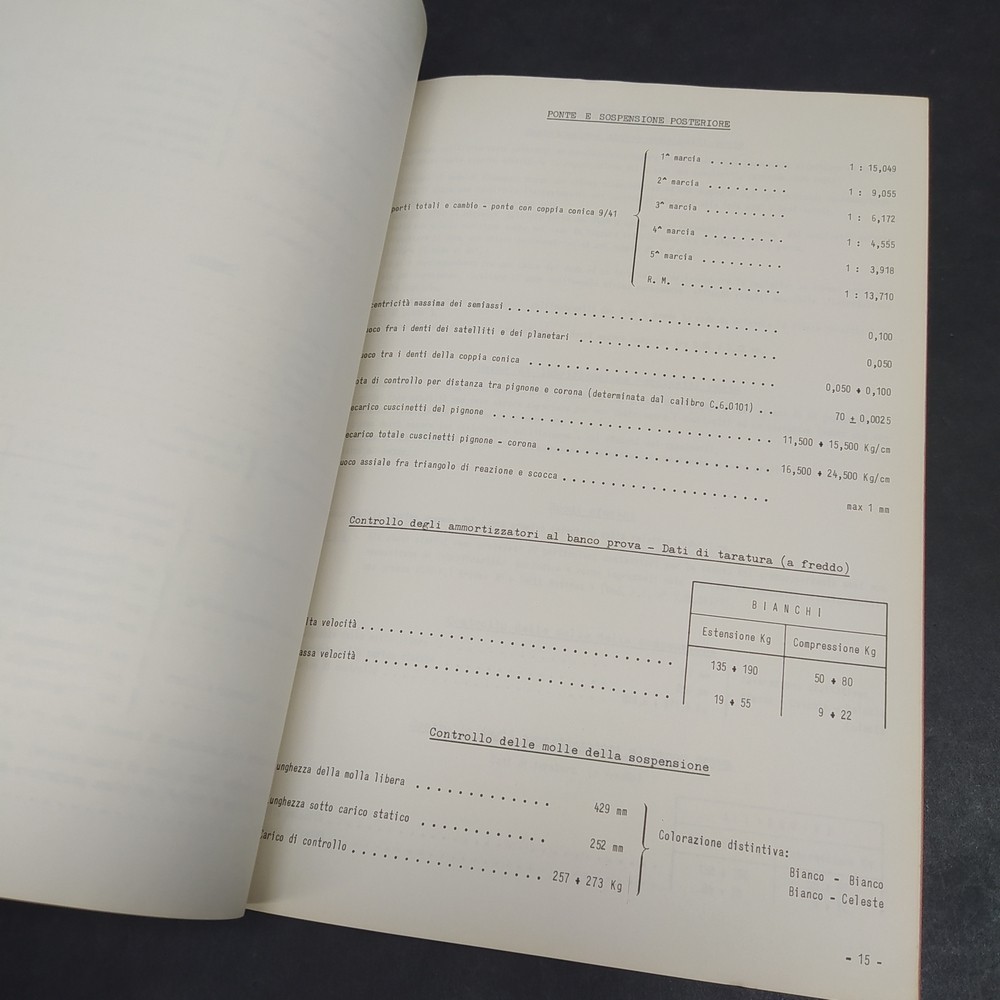 PONTE E SOSPENSIONE POSTERIORE
1^ marcia ......... 1 : 15,049
2^ marcia ......... 1 : 9,055
3^ marcia ......... 1 : 6,172
porti totali e cambio - ponte con coppia conica 9/41
4^ marcia ......... 1 : 4,555
5^ marcia ......... 1 : 3,918
R. M. ........... 1 : 13,710
centricità massima dei semiassi ........ 0,100
uoco fra i denti dei satelliti e dei planetari ........ 0,050
uoco tra i denti della coppia conica ........ 0,050 ÷ 0,100
ota di controllo per distanza tra pignone e corona (determinata dal calibro C.6.0101) .. 70 ± 0,0025
ecarico cuscinetti del pignone ........ 11,500 ÷ 15,500 Kg/cm
ecarico totale cuscinetti pignone - corona ........ 16,500 ÷ 24,500 Kg/cm
uoco assiale fra triangolo di reazione e scocca ........ max 1 mm
Controllo degli ammortizzatori al banco prova - Dati di taratura (a freddo)
BIANCHI
Estensione Kg Compressione Kg
lta velocità ........ 135 ÷ 190 50 ÷ 80
assa velocità ........ 19 ÷ 55 9 ÷ 22
Controllo delle molle della sospensione
unghezza della molla libera ........ 429 mm
unghezza sotto carico statico ........ 252 mm
Carico di controllo ........ 257 ÷ 273 Kg
Colorazione distintiva:
Bianco - Bianco
Bianco - Celeste
- 15 -